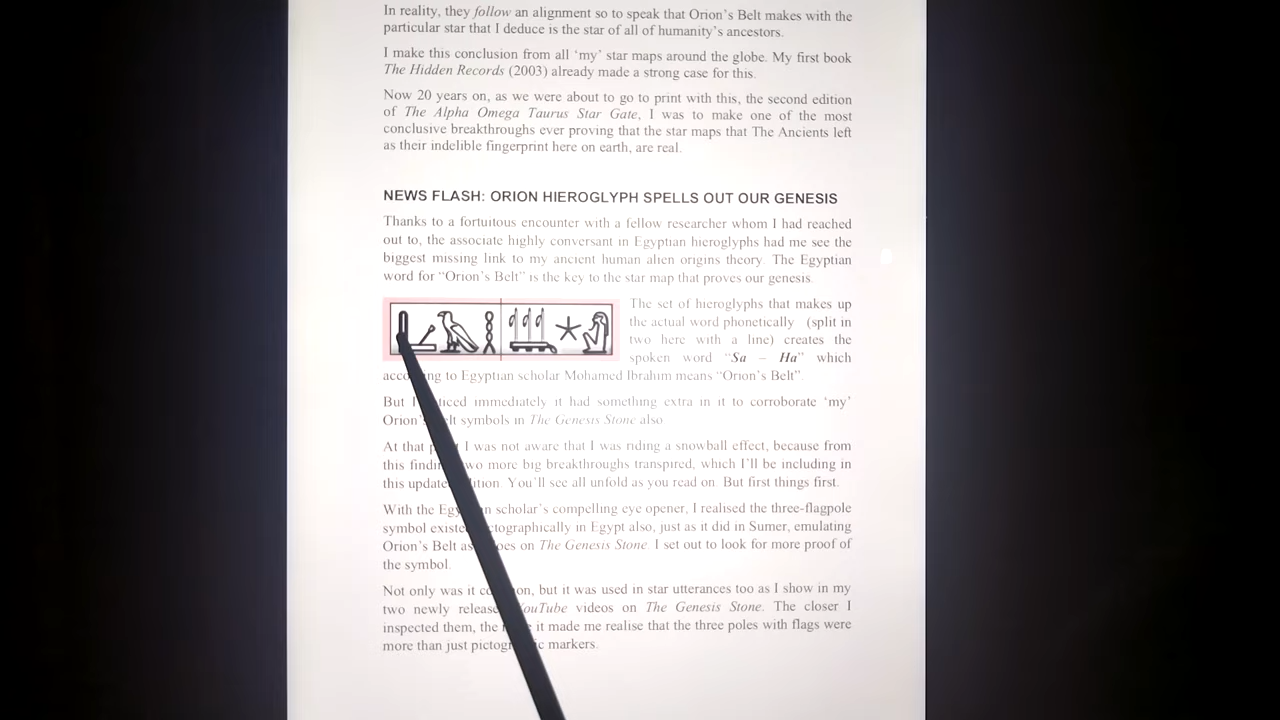 In reality, they follow an alignment so to speak that Orion's Belt makes with the
particular star that I deduce is the star of all of humanity's ancestors.
I make this conclusion from all 'my' star maps around the globe. My first book
The Hidden Records (2003) already made a strong case for this.
Now 20 years on, as we were about to go to print with this, the second edition
of The Alpha Omega Taurus Star Gate, I was to make one of the most
conclusive breakthroughs ever proving that the star maps that The Ancients left
as their indelible fingerprint here on earth, are real.
NEWS FLASH: ORION HIEROGLYPH SPELLS OUT OUR GENESIS
Thanks to a fortuitous encounter with a fellow researcher whom I had reached
out to, the associate highly conversant in Egyptian hieroglyphs had me see the
biggest missing link to my ancient human alien origins theory. The Egyptian
word for "Orion's Belt" is the key to the star map that proves our genesis.
The set of hieroglyphs that makes up
the actual word phonetically (split in
two here with a line) creates the
spoken word "Sa – Ha" which
to Egyptian scholar Mohamed Ibrahim means "Orion's Belt".
But I immediately it had something extra in it to corroborate 'my'
symbols in The Genesis Stone also
At that I was not aware that I was riding a snowball effect, because from
this two more big breakthroughs transpired, which I'll be including in
this You'll see all unfold as you read on. But first things first.
With the scholar's compelling eye opener, I realised the three-flagpole
symbol in Egypt also, just as it did in Sumer, emulating
Orion's Belt on The Genesis Stone. I set out to look for more proof of
the symbol.
Not only was it but it was used in star utterances too as I show in my
two newly YouTube videos on The Genesis Stone. The closer I
inspected them, the it made me realise that the three poles with flags were
more than just markers.